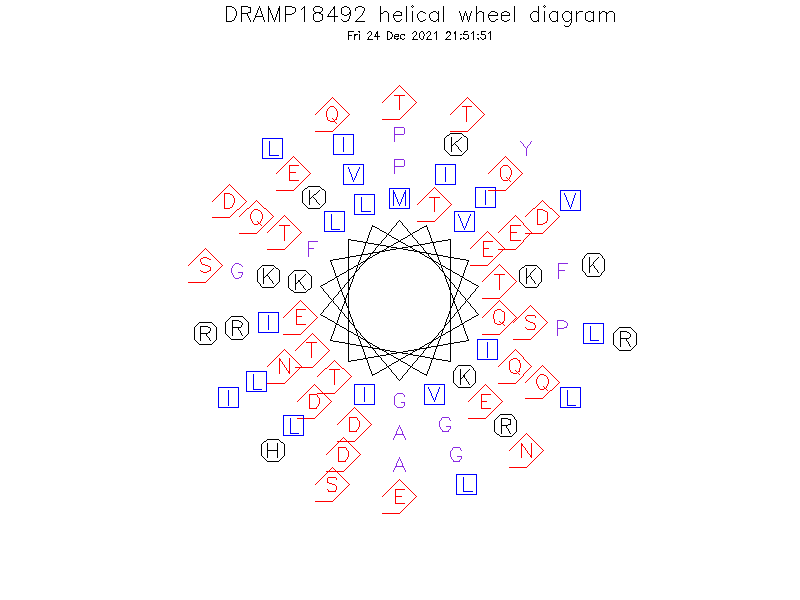 DRAMP18492 helical wheel diagram
Fri 24 Dec 2021 21:51:51
T
Q T
P
I K
L Y
P
E V I Q
D K L M T I V
Q L V D
T E
F E
S K
G K K F
K T
E Q
I S
R P
R L R
T I
N Q
T K
L Q
I D I G V E L
L D A G R
H D G N
A
S L
E